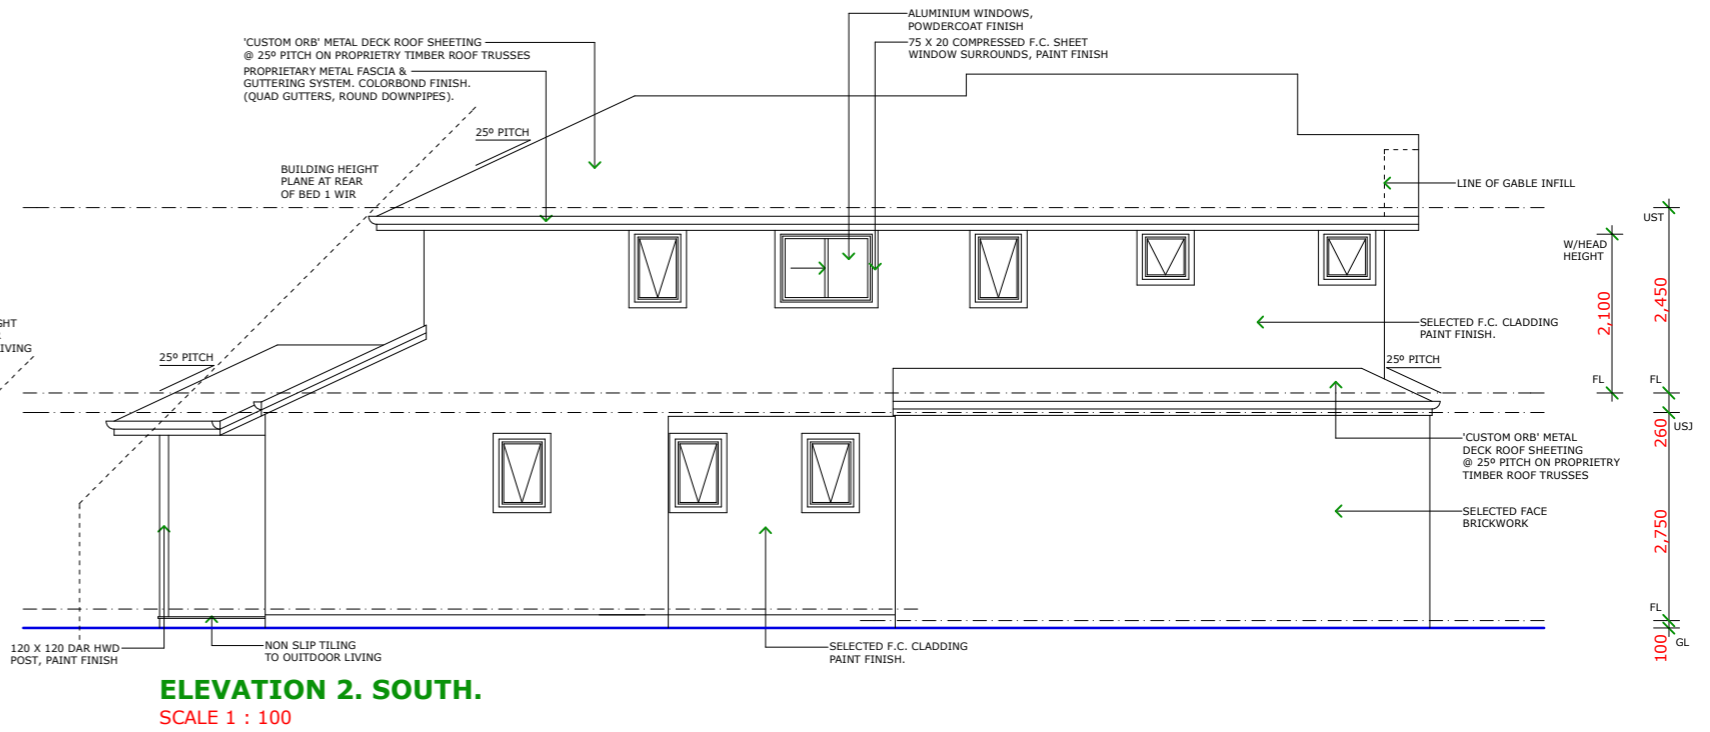 ALUMINIUM WINDOWS,
POWDERCOAT FINISH
'CUSTOM ORB' METAL DECK ROOF SHEETING
@ 25º PITCH ON PROPRIETRY TIMBER ROOF TRUSSES
75 X 20 COMPRESSED F.C. SHEET
WINDOW SURROUNDS, PAINT FINISH
PROPRIETARY METAL FASCIA &
GUTTERING SYSTEM. COLORBOND FINISH.
(QUAD GUTTERS, ROUND DOWNPIPES).
25º PITCH
BUILDING HEIGHT
PLANE AT REAR
OF BED 1 WIR
LINE OF GABLE INFILL
UST
W/HEAD
HEIGHT
2,100
2,450
SELECTED F.C. CLADDING
PAINT FINISH.
25º PITCH
25º PITCH
FL
FL
260
USJ
'CUSTOM ORB' METAL
DECK ROOF SHEETING
@ 25º PITCH ON PROPRIETRY
TIMBER ROOF TRUSSES
SELECTED FACE
BRICKWORK
2,750
FL
100
GL
120 X 120 DAR HWD
POST, PAINT FINISH
NON SLIP TILING
TO OUTDOOR LIVING
SELECTED F.C. CLADDING
PAINT FINISH.
ELEVATION 2. SOUTH.
SCALE 1 : 100